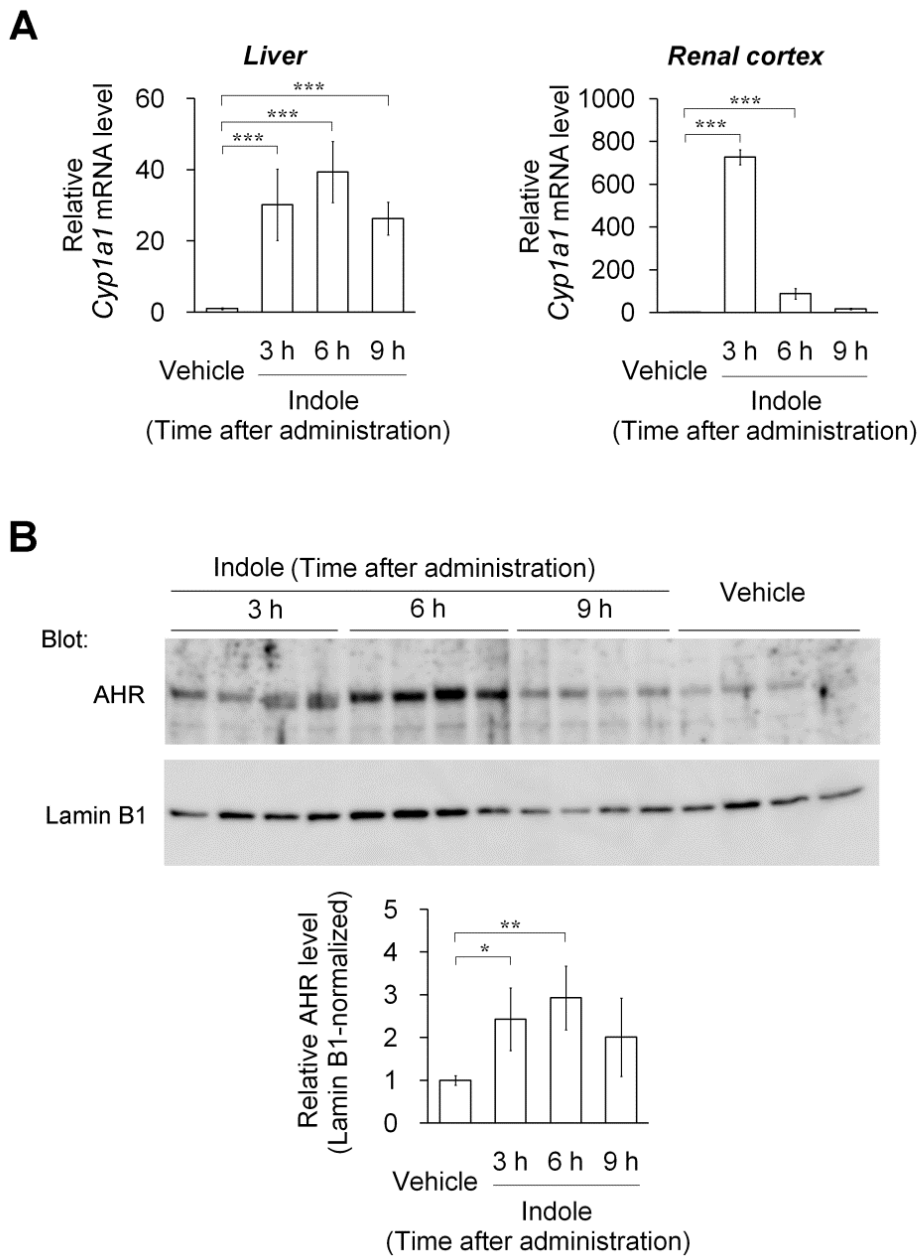 A
Liver
Relative
Cyp1a1 mRNA level
60
40
20
0
***
***
***
Vehicle
3 h 6 h 9 h
Indole
(Time after administration)
Renal cortex
Relative
Cyp1a1 mRNA level
1000
800
600
400
200
0
***
***
Vehicle
3 h 6 h 9 h
Indole
(Time after administration)
B
Indole (Time after administration)
Vehicle
3 h 6 h 9 h
Blot:
AHR
Lamin B1
Relative AHR level
(Lamin B1-normalized)
5
4
3
2
1
0
**
*
Vehicle
3 h 6 h 9 h
Indole
(Time after administration)